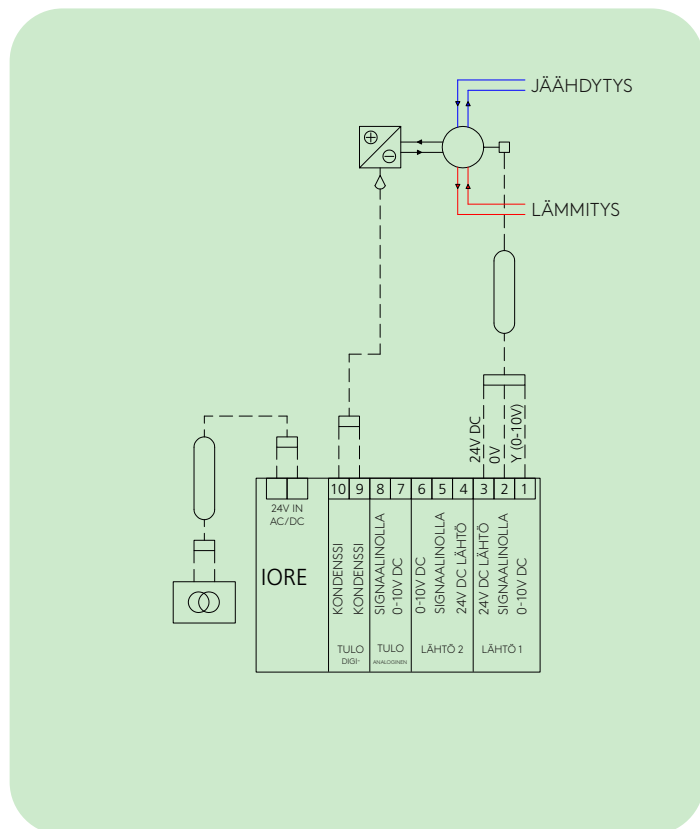 JÄÄHDYTYS
LÄMMITYS
24V DC
0V
Y (0-10V)
10 9 8 7 6 5 4 3 2 1
24V IN
AC/DC
IORE
KONDENSSI
KONDENSSI
SIGNAALINOLLA
0-10V DC
0-10V DC
SIGNAALINOLLA
24V DC LÄHTÖ
24V DC LÄHTÖ
SIGNAALINOLLA
0-10V DC
TULO
DIGI-
TULO
ANALOGINEN
LÄHTÖ 2
LÄHTÖ 1